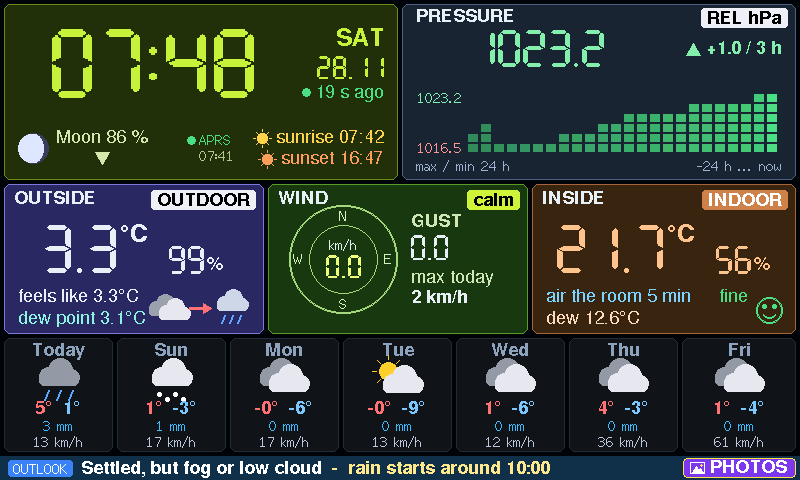 07:48
SAT
28.11
19 s ago
Moon 86 %
APRS
07:41
sunrise 07:42
sunset 16:47
PRESSURE
REL hPa
1023.2
▲ +1.0 / 3 h
1023.2
1016.5
max / min 24 h
-24 h ... now
OUTSIDE
OUTDOOR
3.3°C
99%
feels like 3.3°C
dew point 3.1°C
WIND
calm
N
W
E
S
km/h
0.0
GUST
0.0
max today
2 km/h
INSIDE
INDOOR
21.7°C
56%
air the room 5 min
fine
dew 12.6°C
Today
5° 1°
3 mm
13 km/h
Sun
1° -3°
1 mm
17 km/h
Mon
-0° -6°
0 mm
17 km/h
Tue
-0° -9°
0 mm
13 km/h
Wed
1° -6°
0 mm
12 km/h
Thu
4° -3°
0 mm
36 km/h
Fri
1° -4°
0 mm
61 km/h
OUTLOOK Settled, but fog or low cloud - rain starts around 10:00
PHOTOS